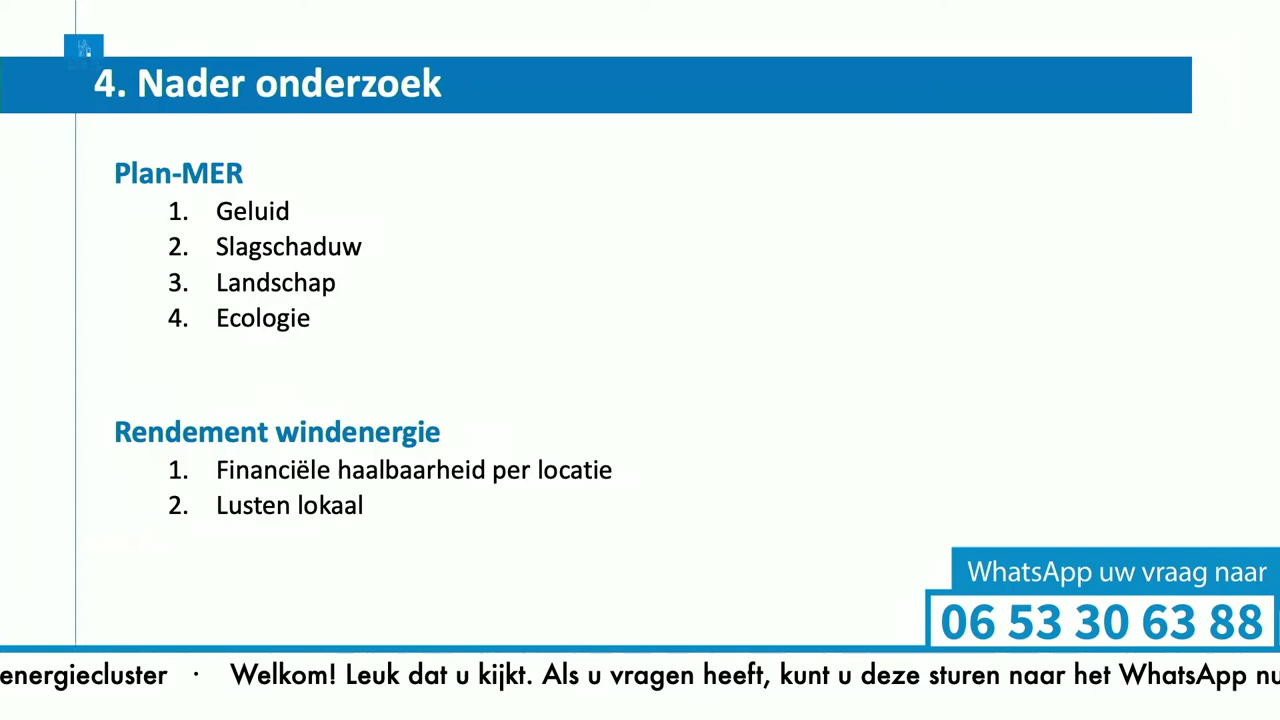 4. Nader onderzoek
Plan-MER
1. Geluid
2. Slagschaduw
3. Landschap
4. Ecologie
Rendement windenergie
1. Financiële haalbaarheid per locatie
2. Lusten lokaal
WhatsApp uw vraag naar
06 53 30 63 88
energiecluster · Welkom! Leuk dat u kijkt. Als u vragen heeft, kunt u deze sturen naar het WhatsApp nu